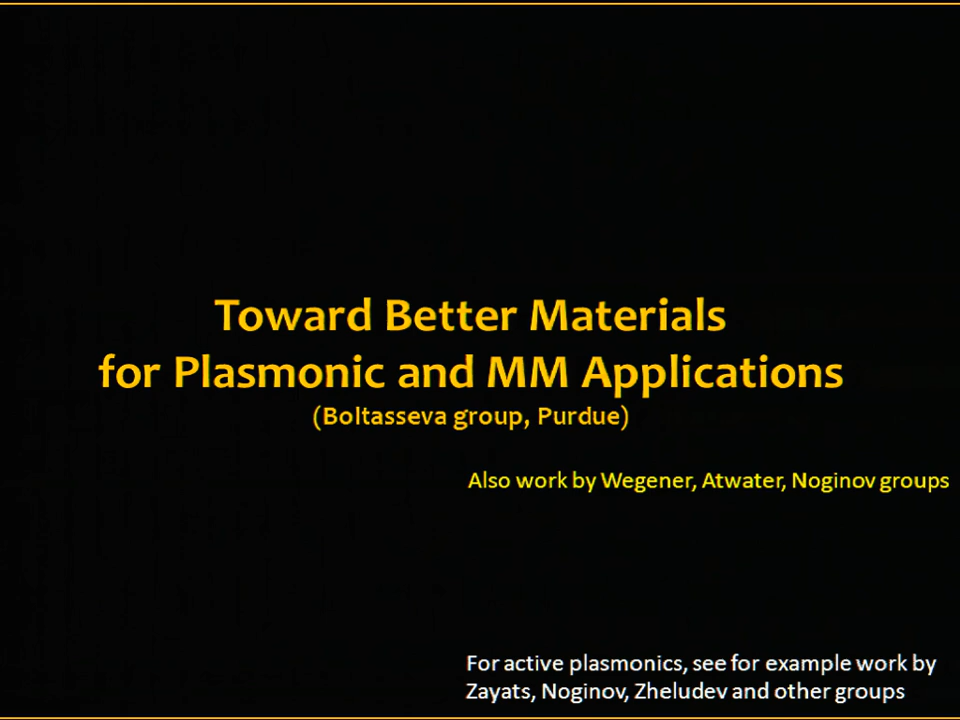 Toward Better Materials
for Plasmonic and MM Applications
(Boltasseva group, Purdue)
Also work by Wegener, Atwater, Noginov groups
For active plasmonics, see for example work by
Zayats, Noginov, Zheludev and other groups